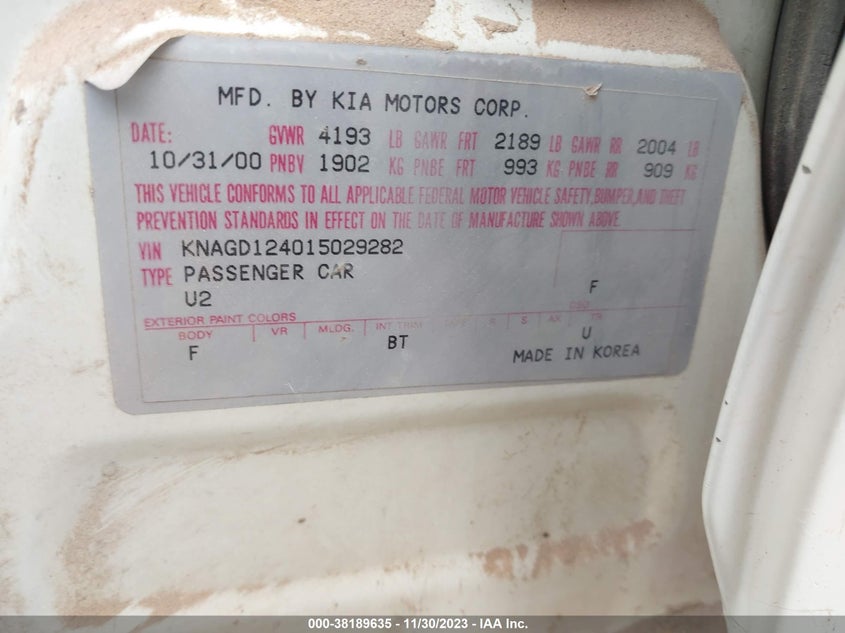 MFD. BY KIA MOTORS CORP.
DATE: GVWR 4193 LB GAWR FRT 2189 LB GAWR RR 2004 LB
10/31/00 PNBV 1902 KG PNBE FRT 993 KG PNBE RR 909 KG
THIS VEHICLE CONFORMS TO ALL APPLICABLE FEDERAL MOTOR VEHICLE SAFETY,BUMPER,AND THEFT
PREVENTION STANDARDS IN EFFECT ON THE DATE OF MANUFACTURE SHOWN ABOVE.
VIN KNAGD124015029282
TYPE PASSENGER CAR
U2 F
EXTERIOR PAINT COLORS
BODY VR MLDG. INT TRIM R S AX TR
F BT U
MADE IN KOREA
000-38189635 - 11/30/2023 - IAA Inc.